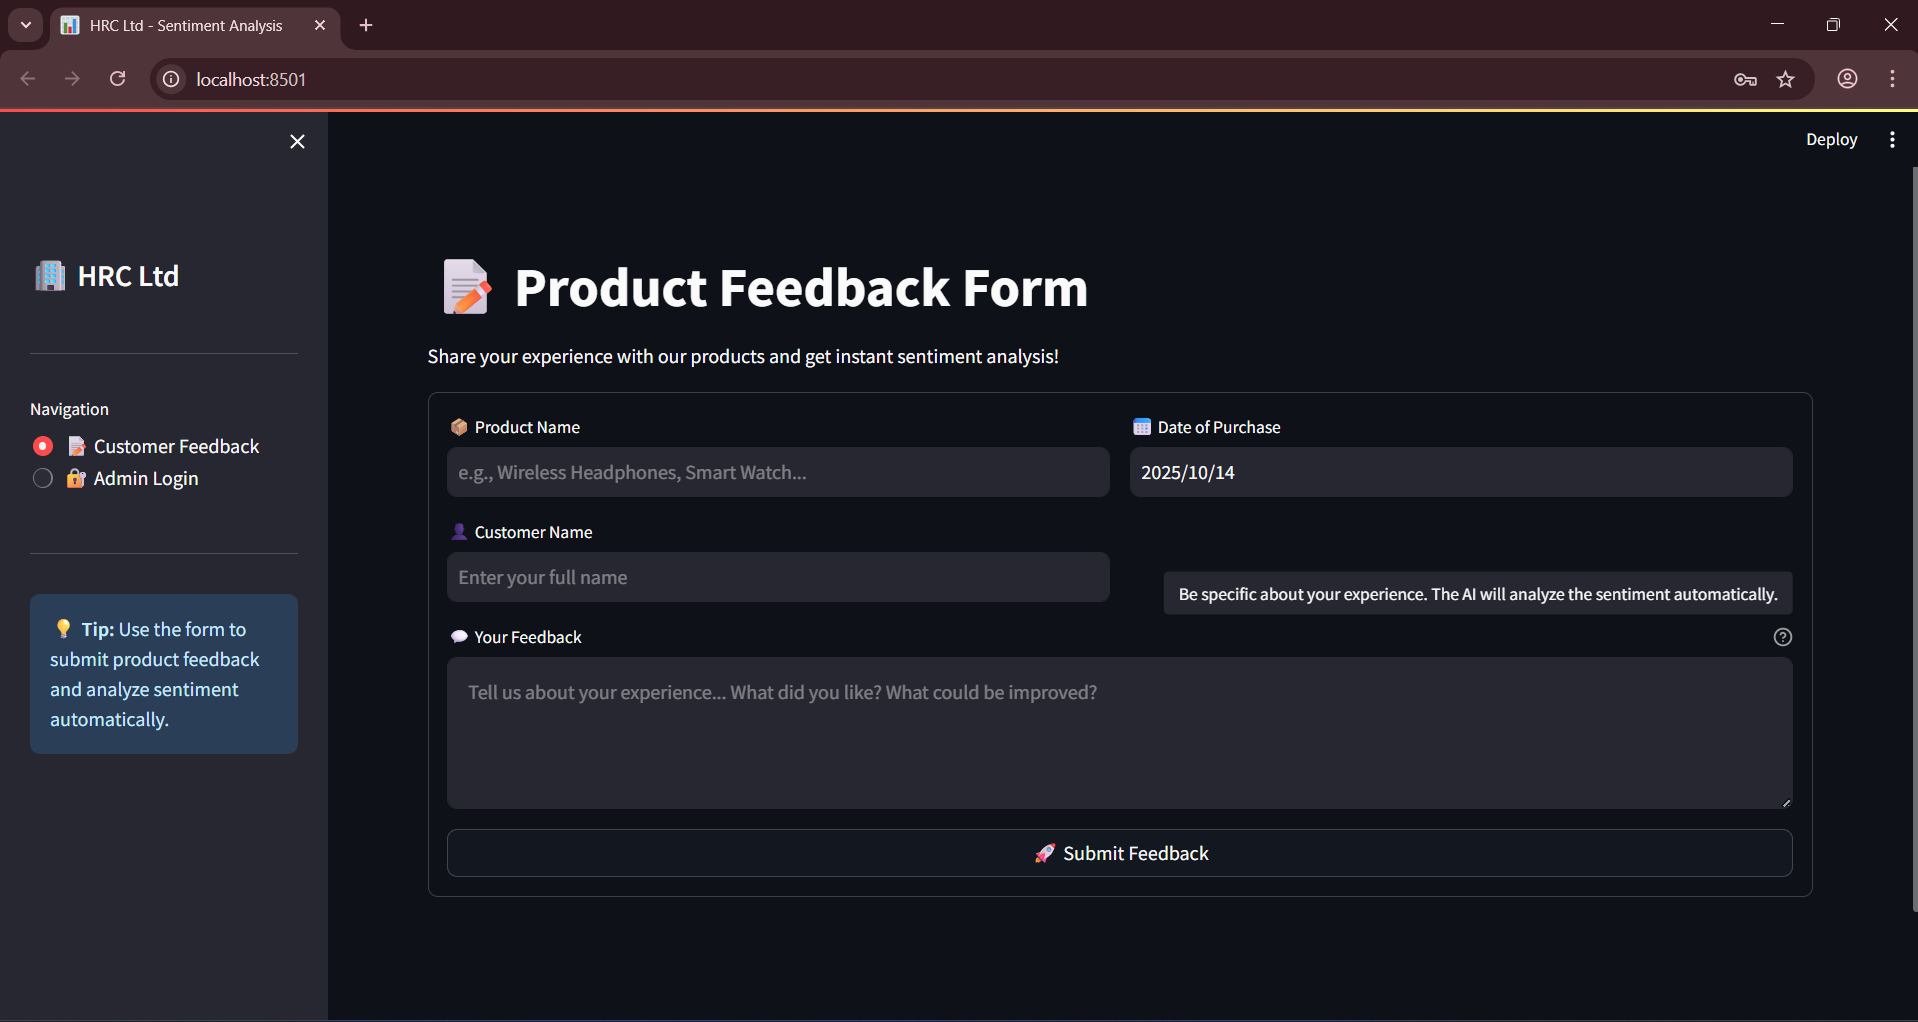 HRC Ltd - Sentiment Analysis
localhost:8501
Deploy
HRC Ltd
Navigation
Customer Feedback
Admin Login
Tip: Use the form to
submit product feedback
and analyze sentiment
automatically.
Product Feedback Form
Share your experience with our products and get instant sentiment analysis!
Product Name
e.g., Wireless Headphones, Smart Watch...
Date of Purchase
2025/10/14
Customer Name
Enter your full name
Be specific about your experience. The AI will analyze the sentiment automatically.
Your Feedback
Tell us about your experience... What did you like? What could be improved?
Submit Feedback